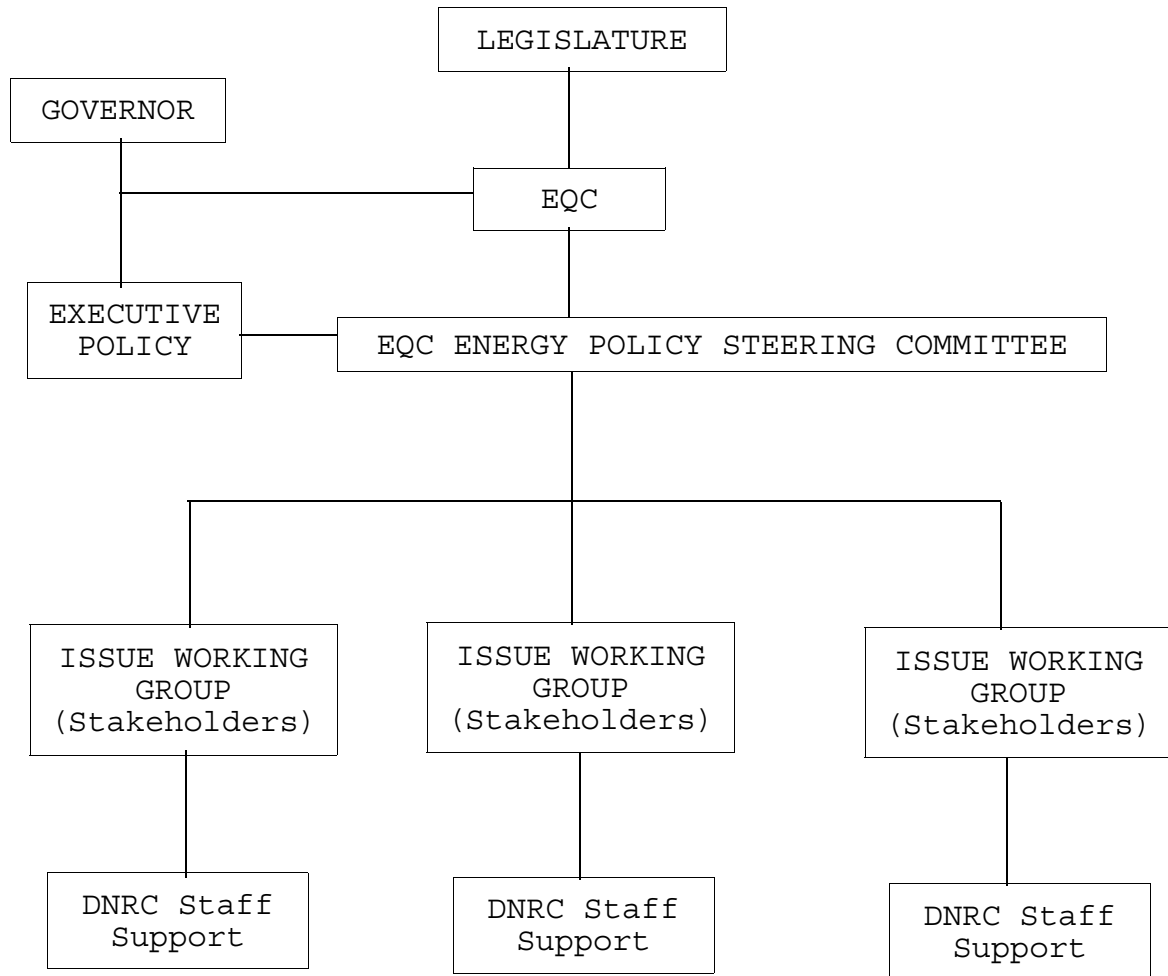 LEGISLATURE
GOVERNOR
EQC
EXECUTIVE
POLICY
EQC ENERGY POLICY STEERING COMMITTEE
ISSUE WORKING
GROUP
(Stakeholders)
ISSUE WORKING
GROUP
(Stakeholders)
ISSUE WORKING
GROUP
(Stakeholders)
DNRC Staff
Support
DNRC Staff
Support
DNRC Staff
Support